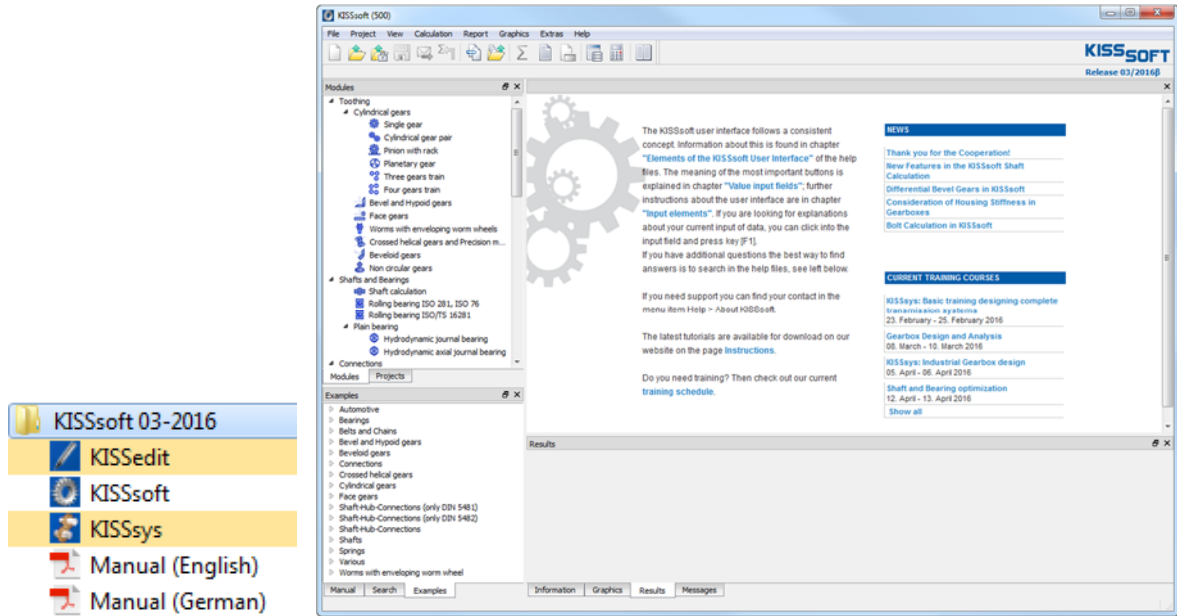 KISSsoft 03-2016
KISSedit
KISSsoft
KISSsys
Manual (English)
Manual (German)
KISSsoft (500)
File Project View Calculation Report Graphics Extras Help
KISSSOFT
Release 03/2016β
Modules
Toothing
Cylindrical gears
Single gear
Cylindrical gear pair
Pinion with rack
Planetary gear
Three gears train
Four gears train
Bevel and Hypoid gears
Face gears
Worms with enveloping worm wheels
Crossed helical gears and Precision m...
Beveloid gears
Non circular gears
Shafts and Bearings
Shaft calculation
Rolling bearing ISO 281, ISO 76
Rolling bearing ISO/TS 16281
Plain bearing
Hydrodynamic journal bearing
Hydrodynamic axial journal bearing
Connections
Modules Projects
Examples
Automotive
Bearings
Belts and Chains
Bevel and Hypoid gears
Beveloid gears
Connections
Crossed helical gears
Cylindrical gears
Face gears
Shaft-Hub-Connections (only DIN 5481)
Shaft-Hub-Connections (only DIN 5482)
Shaft-Hub-Connections
Shafts
Springs
Various
Worms with enveloping worm wheel
Manual Search Examples
The KISSsoft user interface follows a consistent
concept. Information about this is found in chapter
"Elements of the KISSsoft User Interface" of the help
files. The meaning of the most important buttons is
explained in chapter "Value input fields"; further
instructions about the user interface are in chapter
"Input elements". If you are looking for explanations
about your current input of data, you can click into the
input field and press key [F1].
If you have additional questions the best way to find
answers is to search in the help files, see left below.
If you need support you can find your contact in the
menu item Help > About KISSsoft.
The latest tutorials are available for download on our
website on the page Instructions.
Do you need training? Then check out our current
training schedule.
NEWS
Thank you for the Cooperation!
New Features in the KISSsoft Shaft
Calculation
Differential Bevel Gears in KISSsoft
Consideration of Housing Stiffness in
Gearboxes
Bolt Calculation in KISSsoft
CURRENT TRAINING COURSES
KISSsys: Basic training designing complete
transmission systems
23. February - 25. February 2016
Gearbox Design and Analysis
08. March - 10. March 2016
KISSsys: Industrial Gearbox design
05. April - 06. April 2016
Shaft and Bearing optimization
12. April - 13. April 2016
Show all
Results
Information Graphics Results Messages